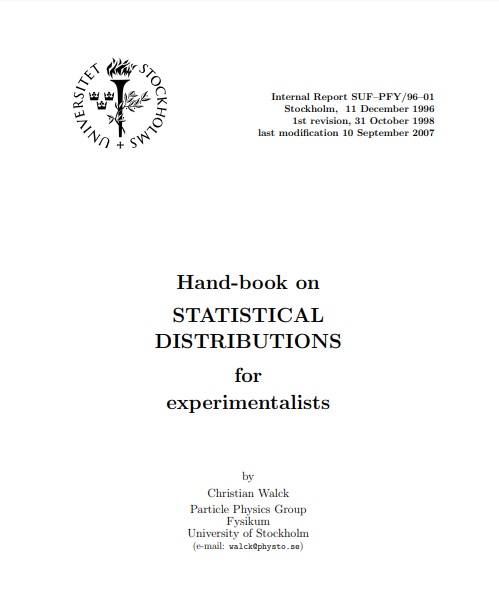 STOCKHOLMS UNIVERSITET
Internal Report SUF–PFY/96–01
Stockholm, 11 December 1996
1st revision, 31 October 1998
last modification 10 September 2007
Hand-book on
STATISTICAL
DISTRIBUTIONS
for
experimentalists
by
Christian Walck
Particle Physics Group
Fysikum
University of Stockholm
(e-mail: walck@physto.se)